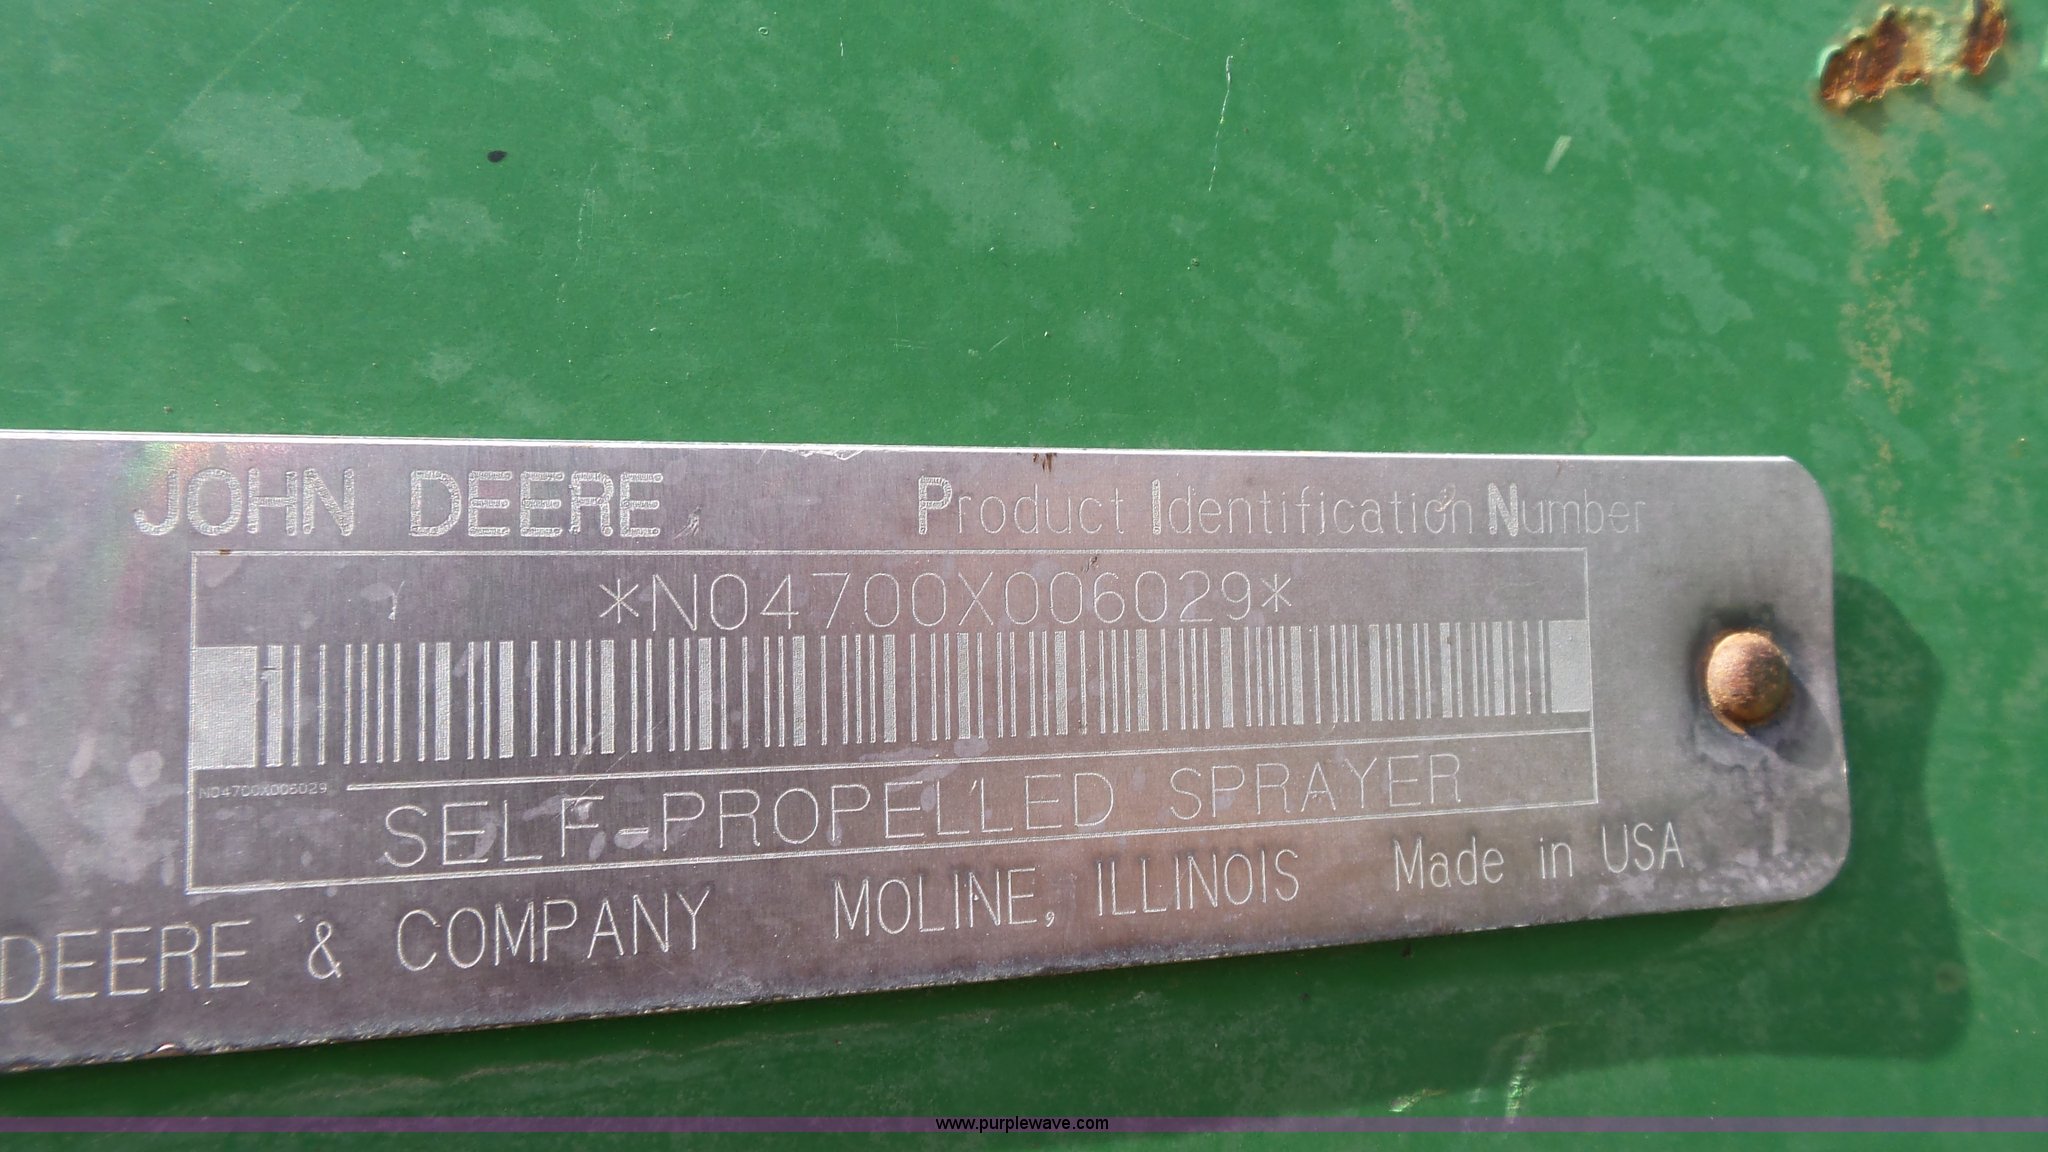 JOHN DEERE Product Identification Number
*N04700X006029*
N04700X006029
SELF-PROPELLED SPRAYER
DEERE & COMPANY MOLINE, ILLINOIS Made in USA
www.purplewave.com